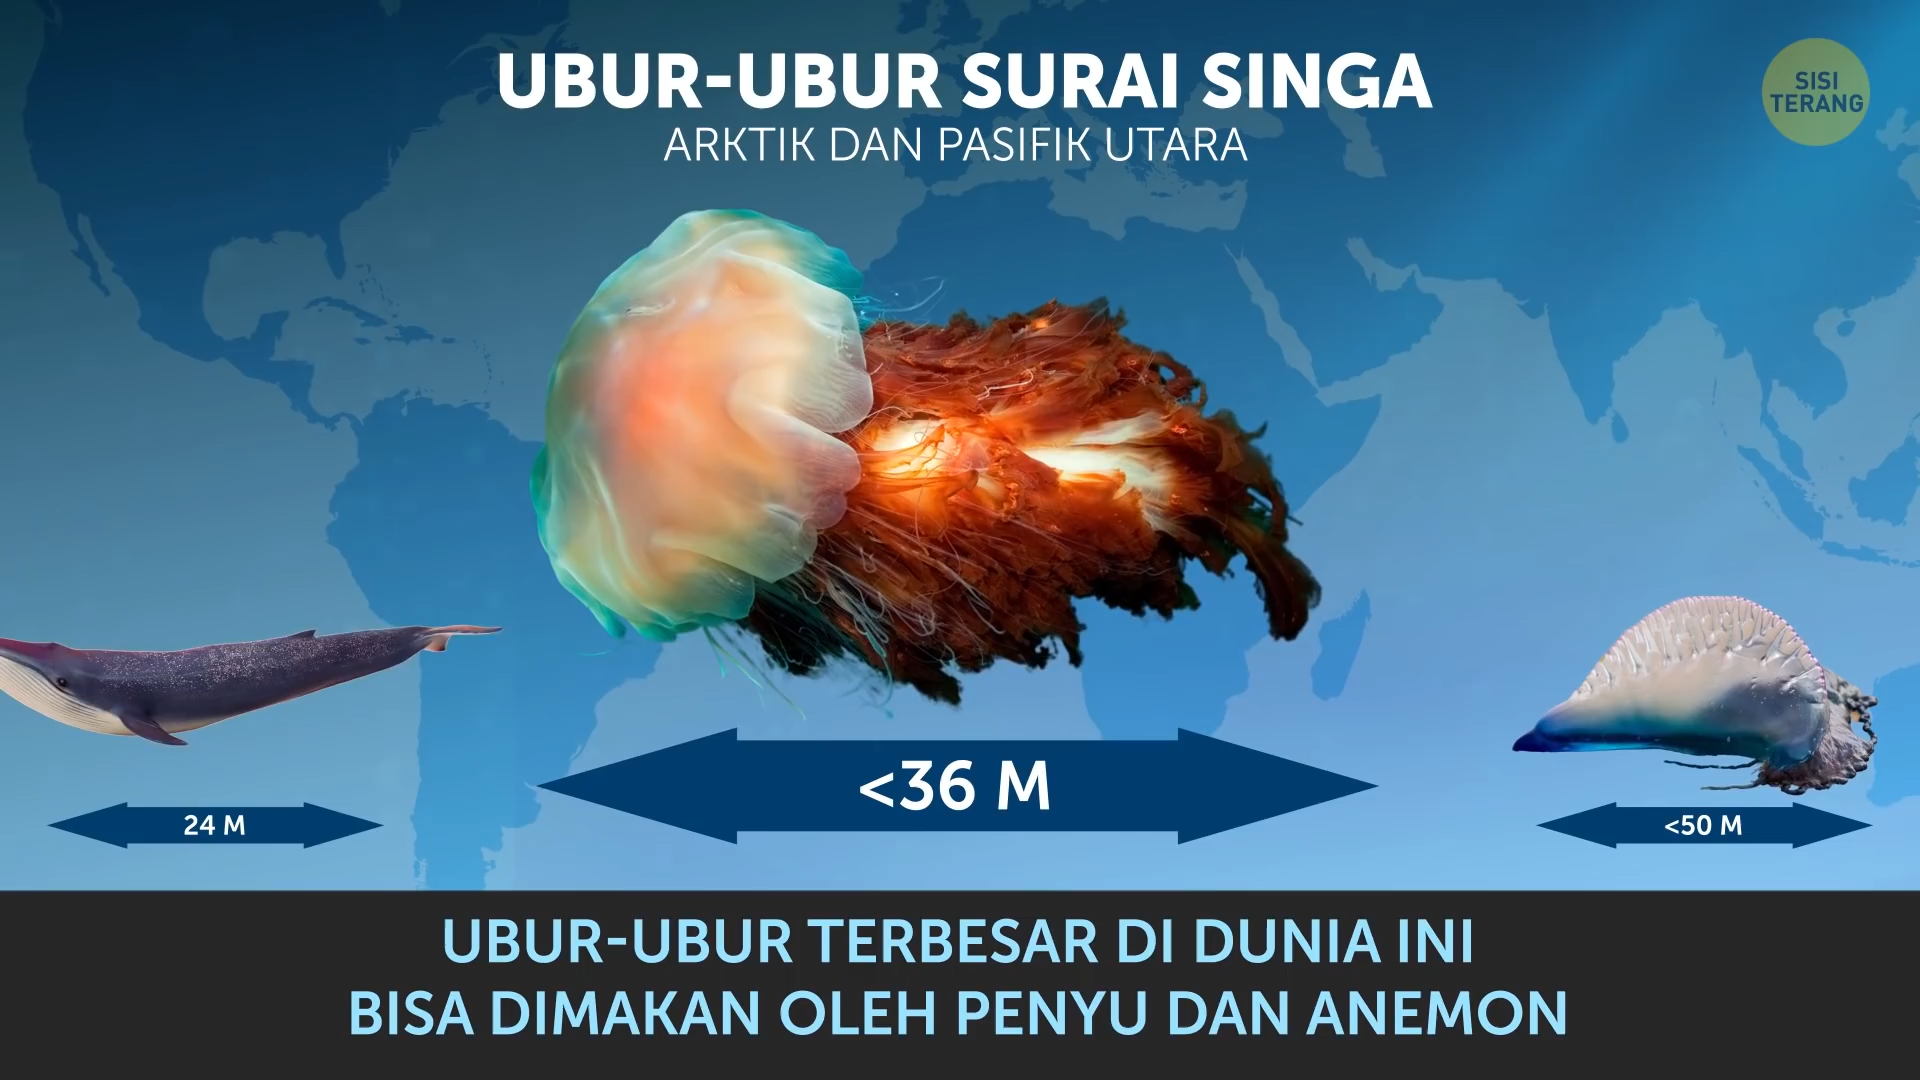 UBUR-UBUR SURAI SINGA
ARKTIK DAN PASIFIK UTARA
SISI
TERANG
24 M
<36 M
<50 M
UBUR-UBUR TERBESAR DI DUNIA INI
BISA DIMAKAN OLEH PENYU DAN ANEMON